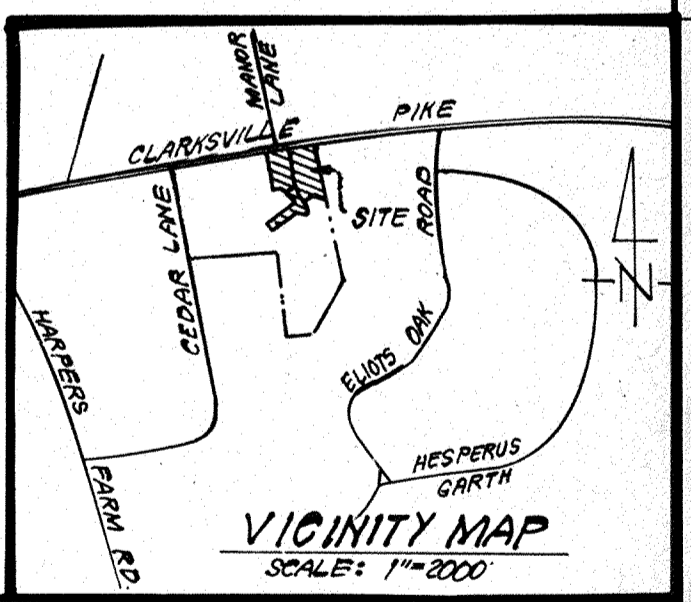 MANOR
LANE
CLARKSVILLE PIKE
CEDAR LANE
SITE
ELIOTS OAK ROAD
HARPERS FARM RD.
HESPERUS
GARTH
N
VICINITY MAP
SCALE: 1"=2000'